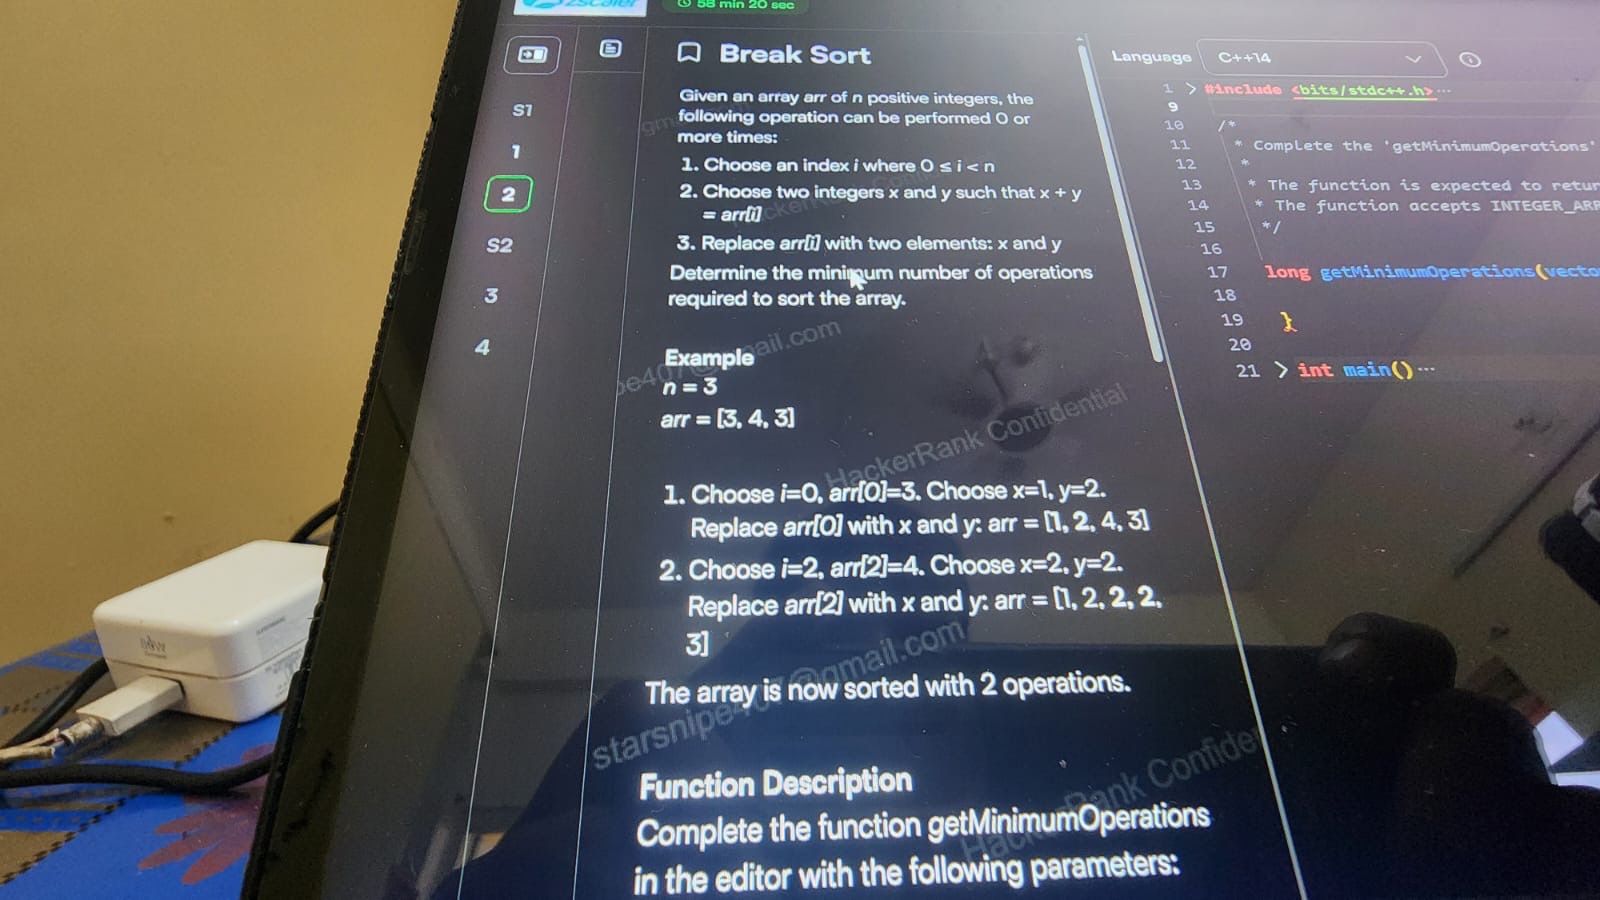 zscaler
58 min 20 sec
S1
1
2
S2
3
4
Break Sort
Given an array arr of n positive integers, the
following operation can be performed 0 or
more times:
1. Choose an index i where 0 ≤ i < n
2. Choose two integers x and y such that x + y
= arr[i]
3. Replace arr[i] with two elements: x and y
Determine the minimum number of operations
required to sort the array.
Example
n = 3
arr = [3, 4, 3]
1. Choose i=0, arr[0]=3. Choose x=1, y=2.
Replace arr[0] with x and y: arr = [1, 2, 4, 3]
2. Choose i=2, arr[2]=4. Choose x=2, y=2.
Replace arr[2] with x and y: arr = [1, 2, 2, 2,
3]
The array is now sorted with 2 operations.
Function Description
Complete the function getMinimumOperations
in the editor with the following parameters:
HackerRank Confidential
starsnipe407@gmail.com
Language
C++14
1 > #include <bits/stdc++.h>...
9
10 /*
11 * Complete the 'getMinimumOperations'
12 *
13 * The function is expected to retur
14 * The function accepts INTEGER_ARR
15 */
16
17 long getMinimumOperations(vecto
18
19 }
20
21 > int main()...